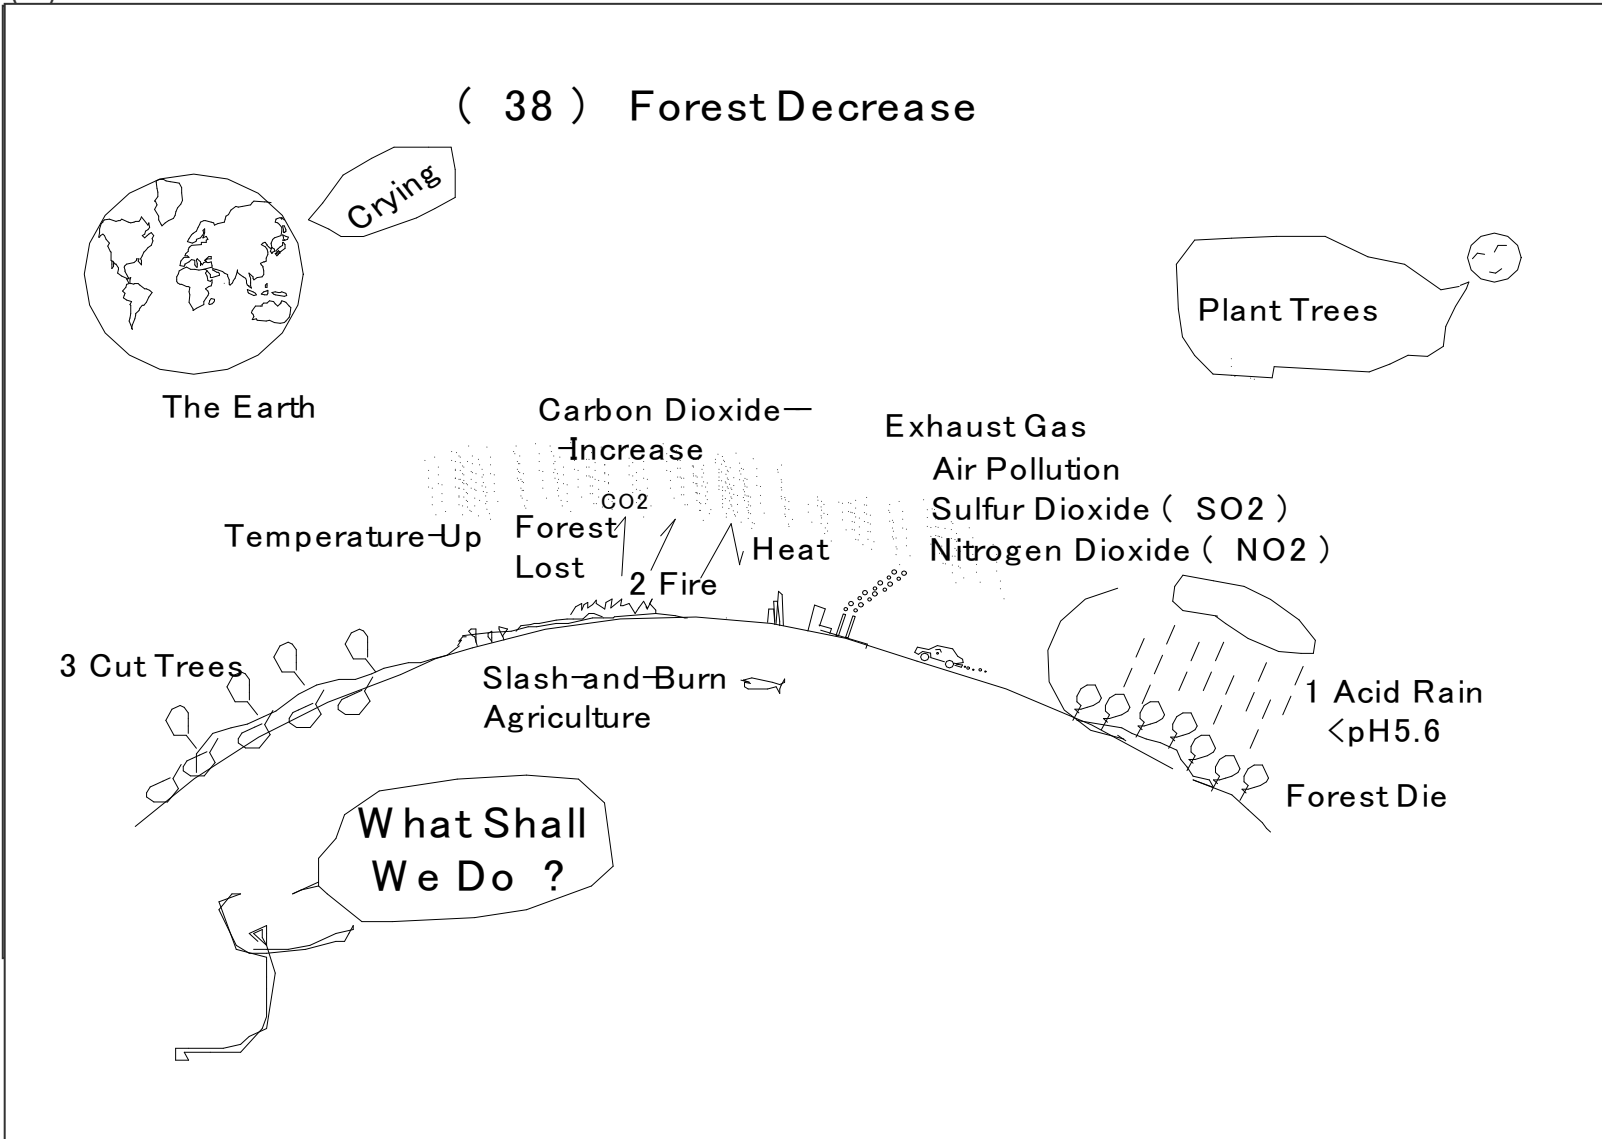 ( 38 ) Forest Decrease
Crying
Plant Trees
The Earth
Carbon Dioxide—
-Increase
Exhaust Gas
Air Pollution
Sulfur Dioxide ( SO2 )
Nitrogen Dioxide ( NO2 )
CO2
Temperature-Up
Forest
Lost
Heat
2 Fire
3 Cut Trees
Slash-and-Burn
Agriculture
1 Acid Rain
<pH5.6
Forest Die
What Shall
We Do ?